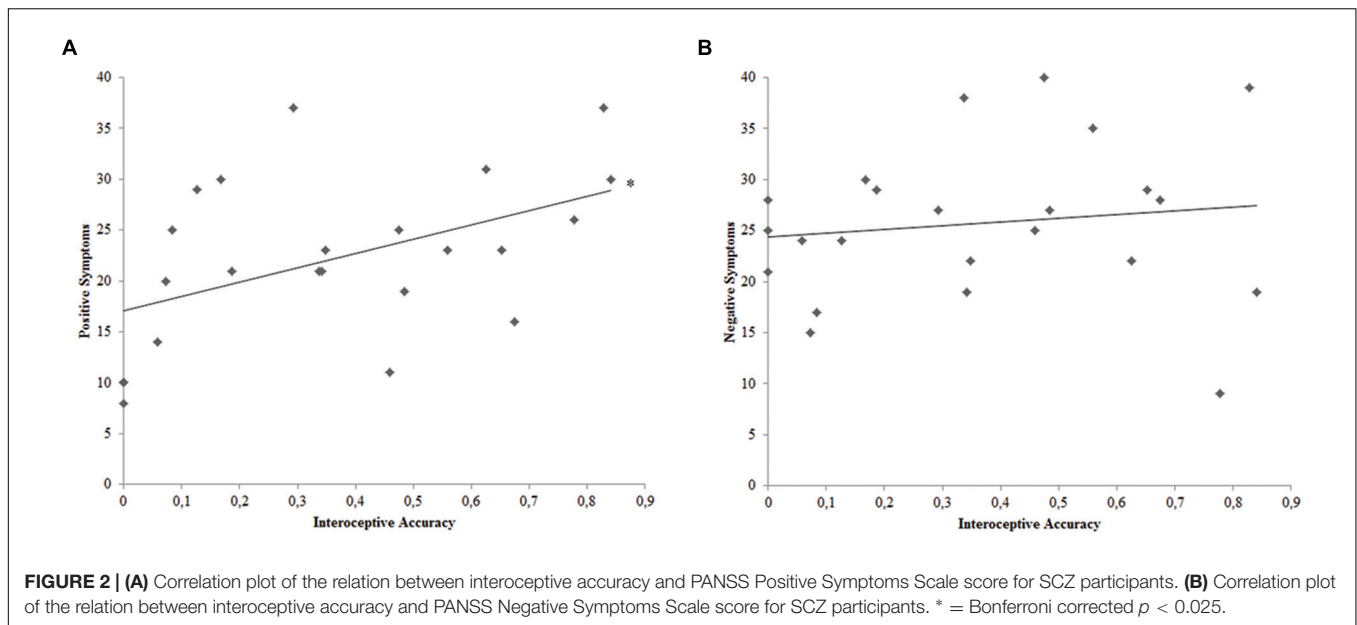 A
40
35
30
25
20
15
10
5
0
Positive Symptoms
*
0 0,1 0,2 0,3 0,4 0,5 0,6 0,7 0,8 0,9
Interoceptive Accuracy
B
40
35
30
25
20
15
10
5
0
Negative Symptoms
0 0,1 0,2 0,3 0,4 0,5 0,6 0,7 0,8 0,9
Interoceptive Accuracy
FIGURE 2 | (A) Correlation plot of the relation between interoceptive accuracy and PANSS Positive Symptoms Scale score for SCZ participants. (B) Correlation plot
of the relation between interoceptive accuracy and PANSS Negative Symptoms Scale score for SCZ participants. * = Bonferroni corrected p < 0.025.